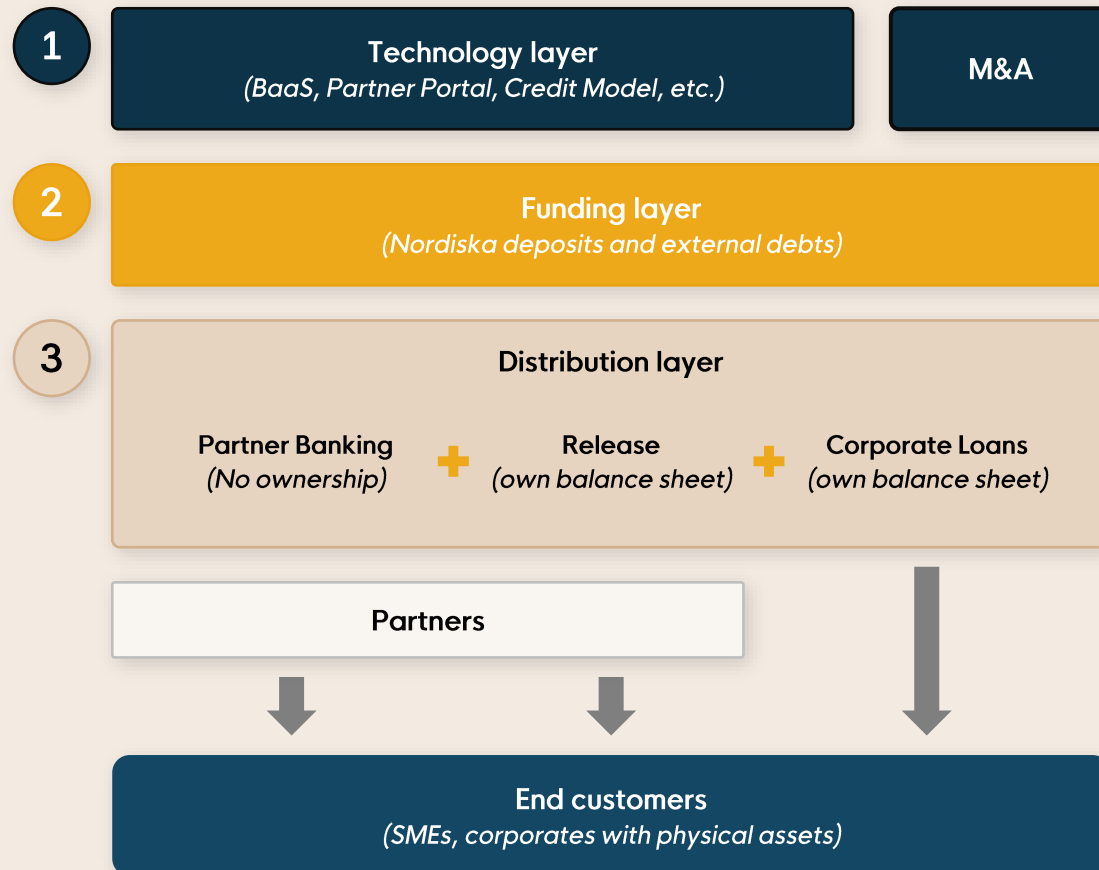 1
Technology layer
(BaaS, Partner Portal, Credit Model, etc.)
M&A
2
Funding layer
(Nordiska deposits and external debts)
3
Distribution layer
Partner Banking
(No ownership)
Release
(own balance sheet)
Corporate Loans
(own balance sheet)
Partners
End customers
(SMEs, corporates with physical assets)